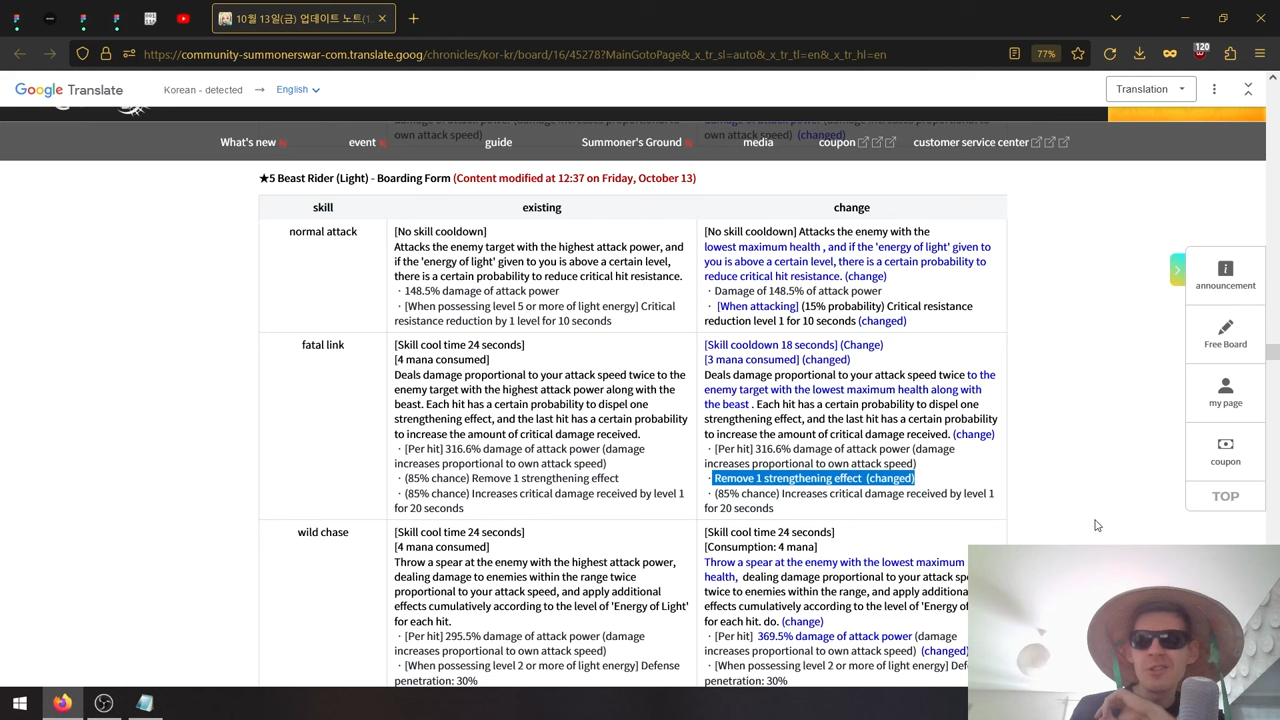 10월 13일(금) 업데이트 노트(1
https://community-summonerswar-com.translate.goog/chronicles/kor-kr/board/16/45278?MainGotoPage&_x_tr_sl=auto&_x_tr_tl=en&_x_tr_hl=en
77%
120
Google Translate
Korean - detected
English
Translation
own attack speed)
own attack speed) (changed)
What's new
event
guide
Summoner's Ground
media
coupon
customer service center
★5 Beast Rider (Light) - Boarding Form (Content modified at 12:37 on Friday, October 13)
skill
existing
change
normal attack
[No skill cooldown]
Attacks the enemy target with the highest attack power, and
if the 'energy of light' given to you is above a certain level,
there is a certain probability to reduce critical hit resistance.
· 148.5% damage of attack power
· [When possessing level 5 or more of light energy] Critical
resistance reduction by 1 level for 10 seconds
[No skill cooldown] Attacks the enemy with the
lowest maximum health , and if the 'energy of light' given to
you is above a certain level, there is a certain probability to
reduce critical hit resistance. (change)
· Damage of 148.5% of attack power
· [When attacking] (15% probability) Critical resistance
reduction level 1 for 10 seconds (changed)
fatal link
[Skill cool time 24 seconds]
[4 mana consumed]
Deals damage proportional to your attack speed twice to the
enemy target with the highest attack power along with the
beast. Each hit has a certain probability to dispel one
strengthening effect, and the last hit has a certain probability
to increase the amount of critical damage received.
· [Per hit] 316.6% damage of attack power (damage
increases proportional to own attack speed)
· (85% chance) Remove 1 strengthening effect
· (85% chance) Increases critical damage received by level 1
for 20 seconds
[Skill cooldown 18 seconds] (Change)
[3 mana consumed] (changed)
Deals damage proportional to your attack speed twice to the
enemy target with the lowest maximum health along with
the beast . Each hit has a certain probability to dispel one
strengthening effect, and the last hit has a certain probability
to increase the amount of critical damage received. (change)
· [Per hit] 316.6% damage of attack power (damage
increases proportional to own attack speed)
· Remove 1 strengthening effect (changed)
· (85% chance) Increases critical damage received by level 1
for 20 seconds
wild chase
[Skill cool time 24 seconds]
[4 mana consumed]
Throw a spear at the enemy with the highest attack power,
dealing damage to enemies within the range twice
proportional to your attack speed, and apply additional
effects cumulatively according to the level of 'Energy of Light'
for each hit.
· [Per hit] 295.5% damage of attack power (damage
increases proportional to own attack speed)
· [When possessing level 2 or more of light energy] Defense
penetration: 30%
[Skill cool time 24 seconds]
[Consumption: 4 mana]
Throw a spear at the enemy with the lowest maximum
health, dealing damage proportional to your attack spe
twice to enemies within the range, and apply additional
effects cumulatively according to the level of 'Energy o
for each hit. do. (change)
· [Per hit] 369.5% damage of attack power (damage
increases proportional to own attack speed) (changed)
· [When possessing level 2 or more of light energy] Def
penetration: 30%
announcement
Free Board
my page
coupon
TOP